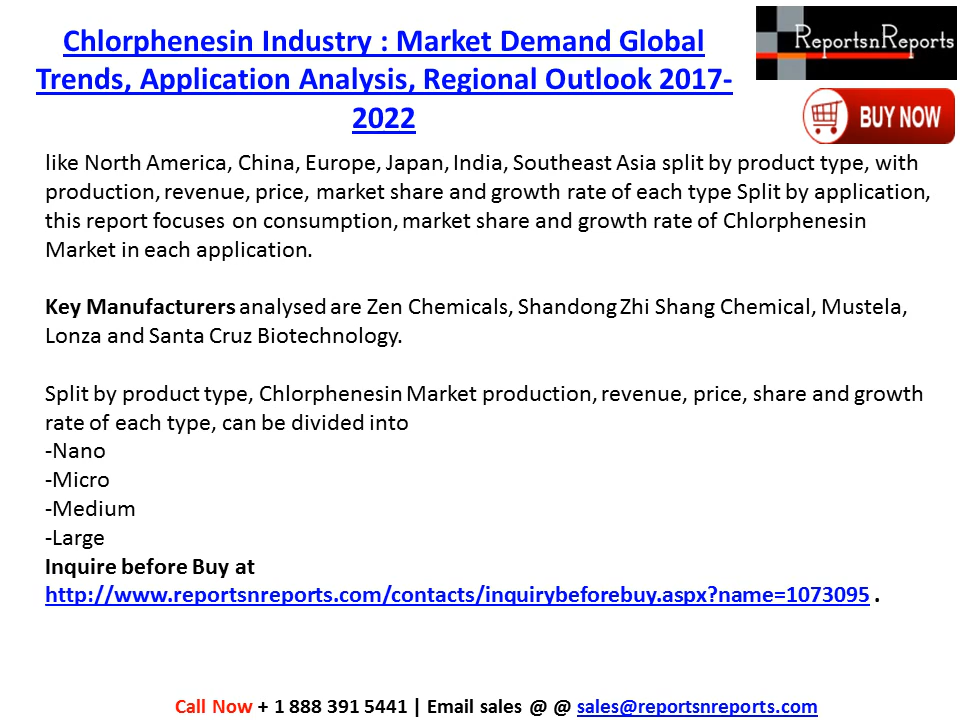 Chlorphenesin Industry : Market Demand Global
Trends, Application Analysis, Regional Outlook 2017-
2022
ReportsnReports
BUY NOW
like North America, China, Europe, Japan, India, Southeast Asia split by product type, with
production, revenue, price, market share and growth rate of each type Split by application,
this report focuses on consumption, market share and growth rate of Chlorphenesin
Market in each application.
Key Manufacturers analysed are Zen Chemicals, Shandong Zhi Shang Chemical, Mustela,
Lonza and Santa Cruz Biotechnology.
Split by product type, Chlorphenesin Market production, revenue, price, share and growth
rate of each type, can be divided into
-Nano
-Micro
-Medium
-Large
Inquire before Buy at
http://www.reportsnreports.com/contacts/inquirybeforebuy.aspx?name=1073095 .
Call Now + 1 888 391 5441 | Email sales @ @ sales@reportsnreports.com